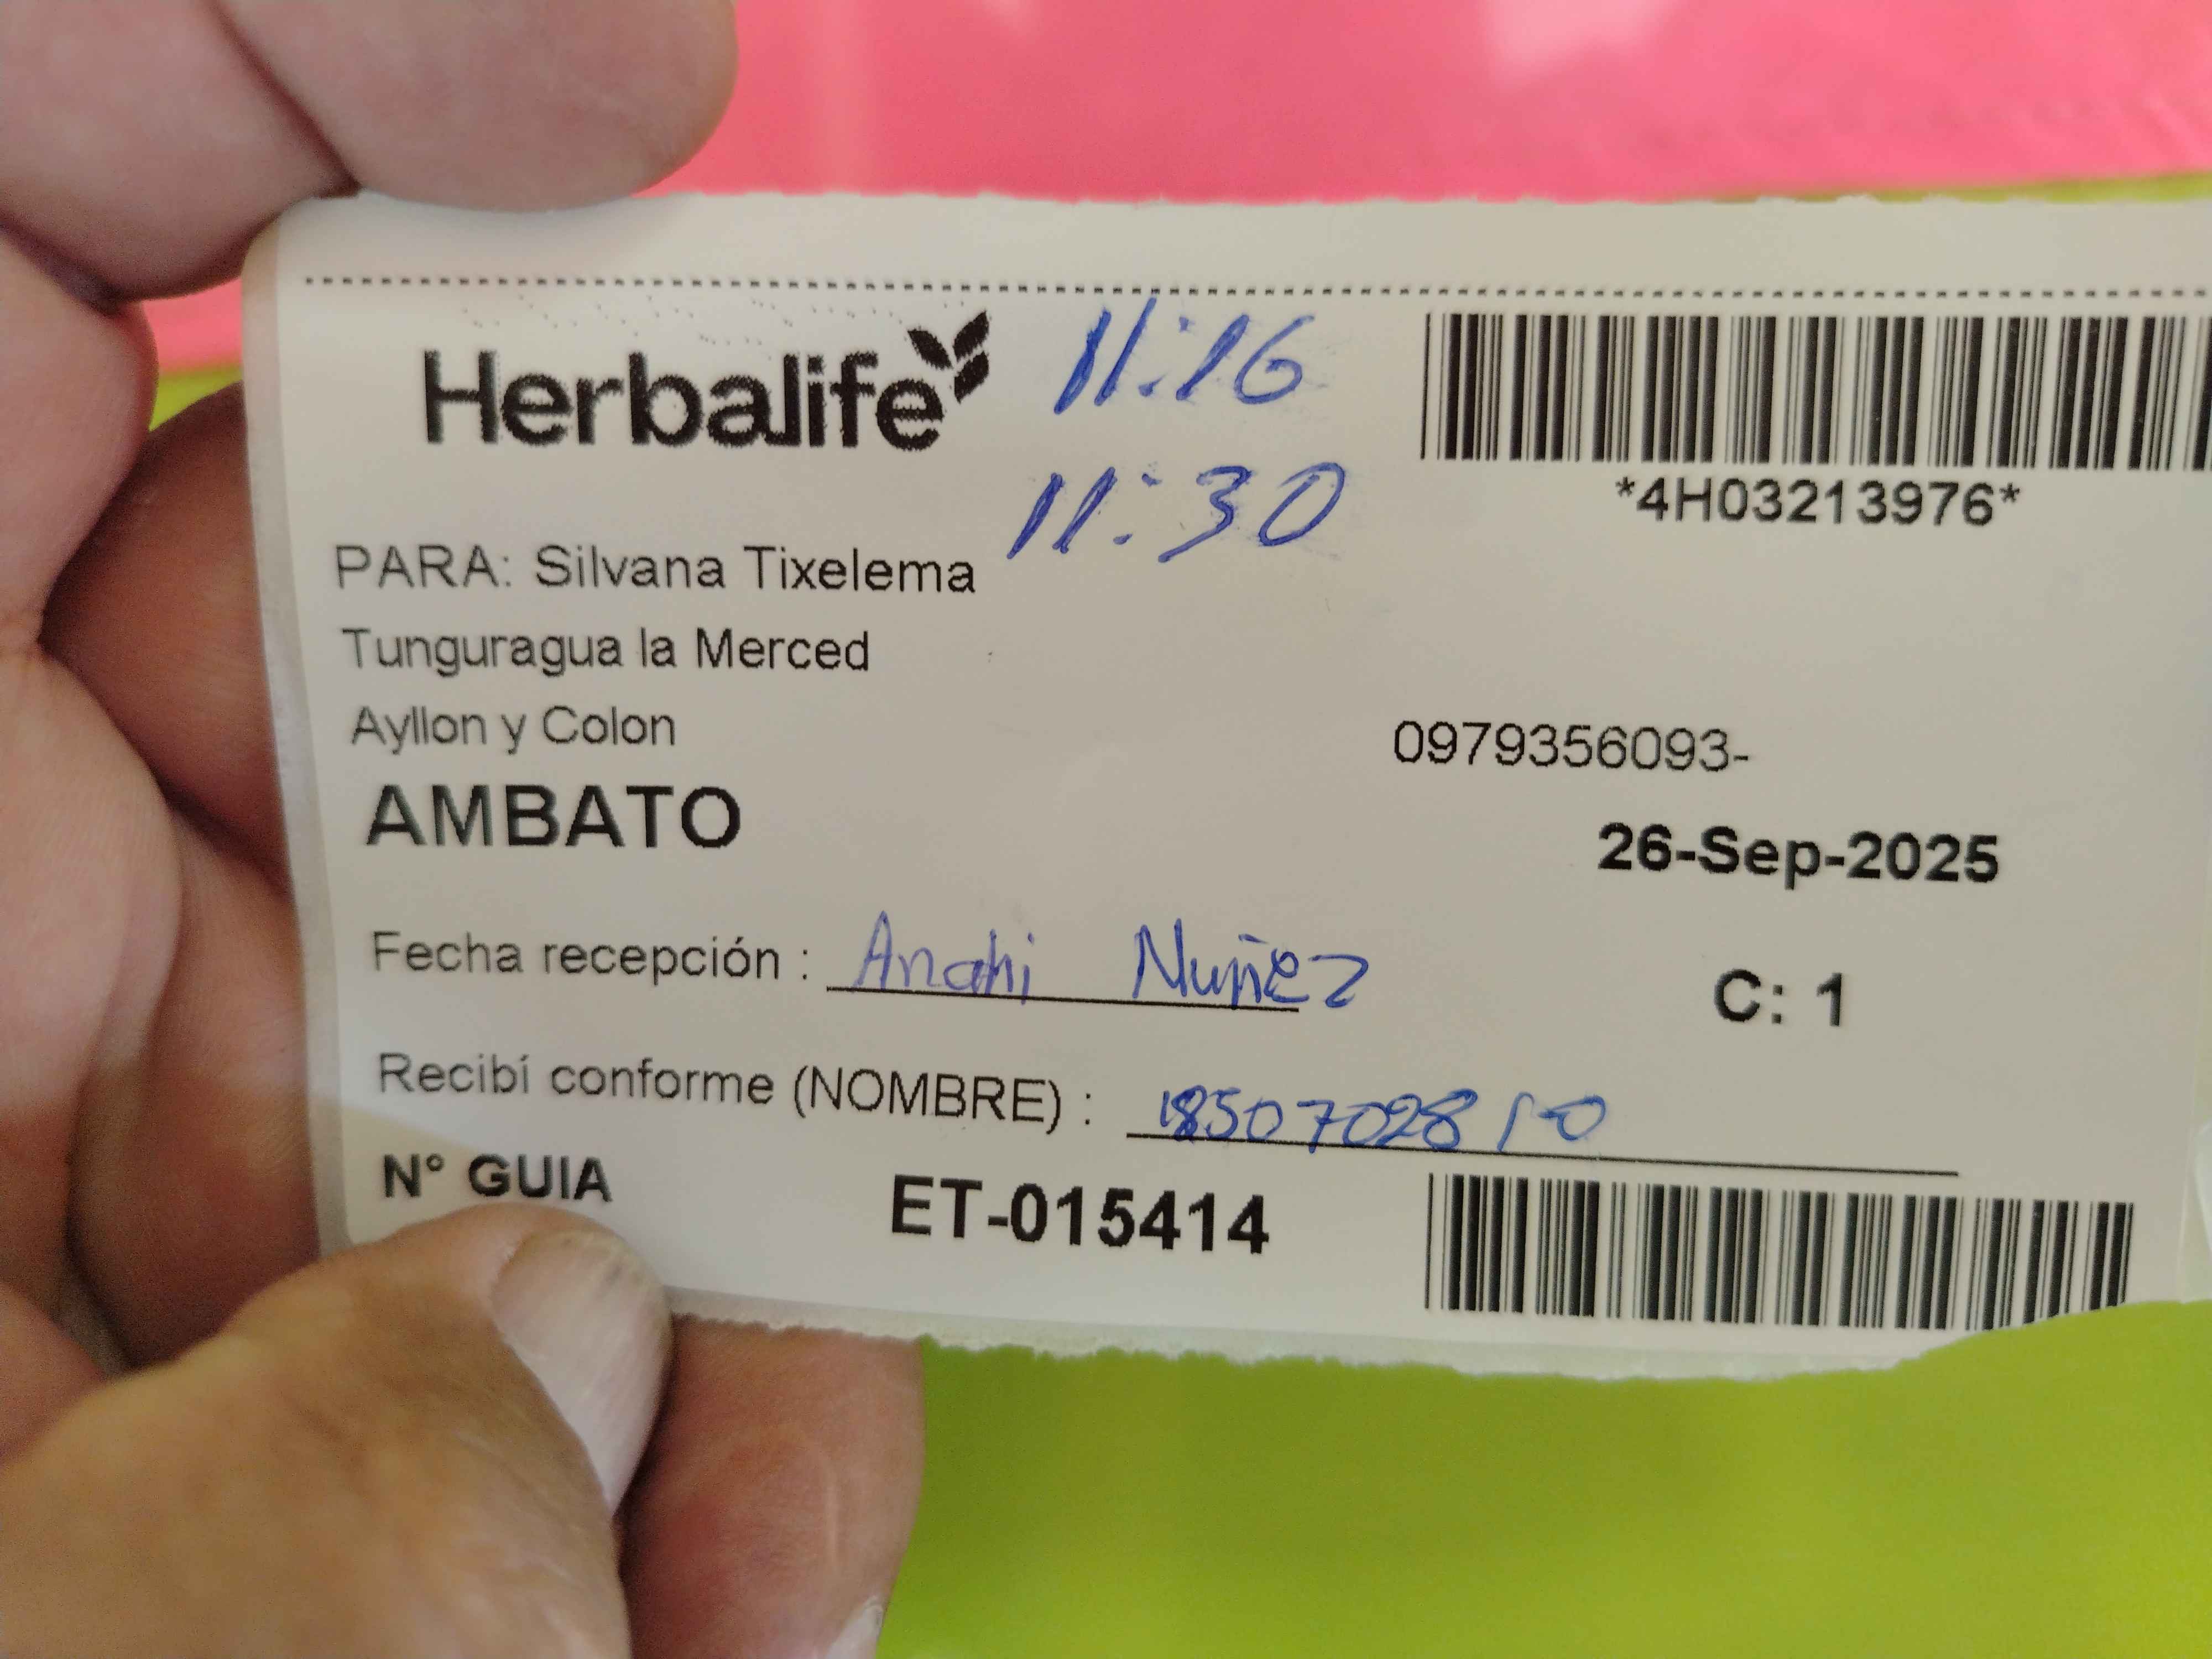 Herbalife 11:16
11:30
*4H03213976*
PARA: Silvana Tixelema
Tunguragua la Merced
Ayllon y Colon
0979356093-
AMBATO
26-Sep-2025
Fecha recepción : Anahi Nuñez
C: 1
Recibí conforme (NOMBRE) : 1850702810
N° GUIA ET-015414